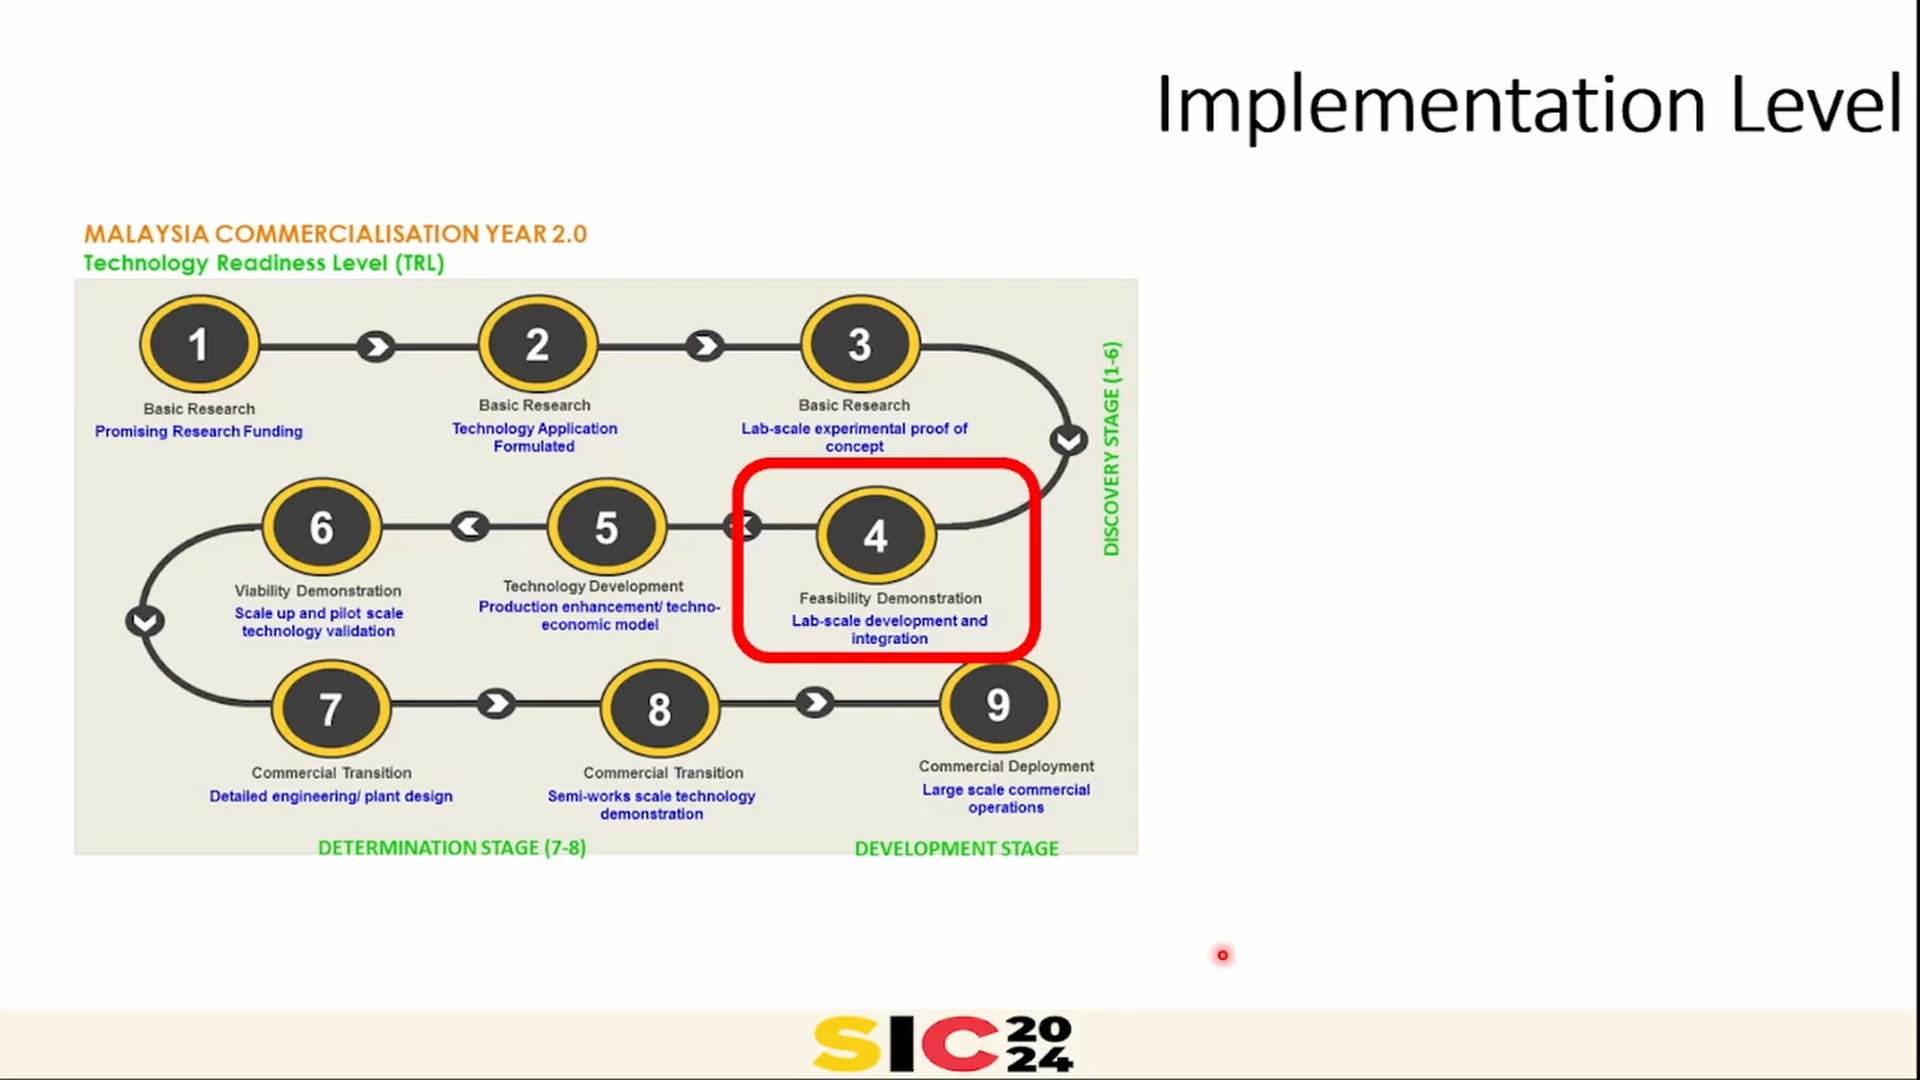 Implementation Level
MALAYSIA COMMERCIALISATION YEAR 2.0
Technology Readiness Level (TRL)
1
2
3
Basic Research
Promising Research Funding
Basic Research
Technology Application
Formulated
Basic Research
Lab-scale experimental proof of
concept
DISCOVERY STAGE (1-6)
6
5
4
Viability Demonstration
Scale up and pilot scale
technology validation
Technology Development
Production enhancement/ techno-
economic model
Feasibility Demonstration
Lab-scale development and
integration
7
8
9
Commercial Transition
Detailed engineering/ plant design
Commercial Transition
Semi-works scale technology
demonstration
Commercial Deployment
Large scale commercial
operations
DETERMINATION STAGE (7-8)
DEVELOPMENT STAGE
SIC 20
24